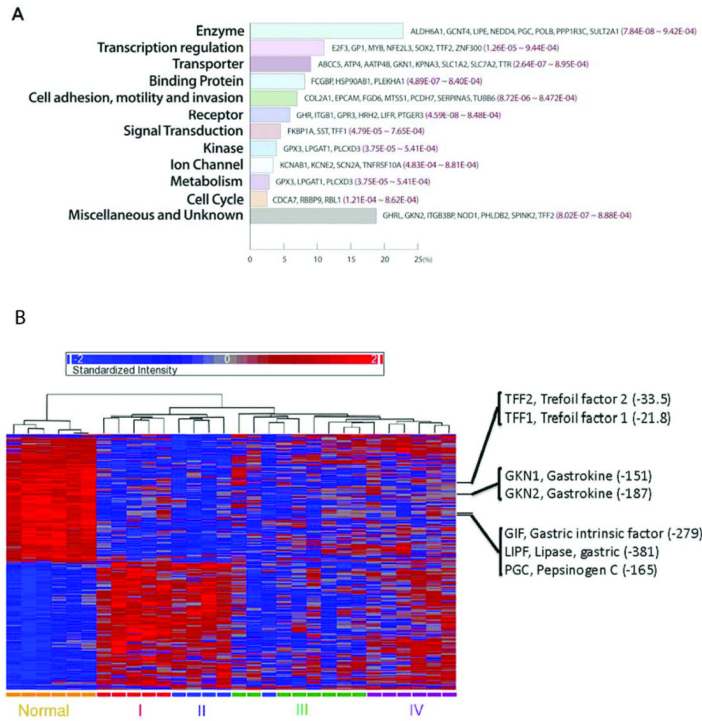 A
Enzyme ALDH6A1, GCNT4, LIPE, NEDD4, PGC, POLB, PPP1R3C, SULT2A1 (7.84E-08 ~ 9.42E-04)
Transcription regulation E2F3, GP1, MYB, NFE2L3, SOX2, TTF2, ZNF300 (1.26E-05 ~ 9.44E-04)
Transporter ABCC5, ATP4, AATP4B, GKN1, KPNA3, SLC1A2, SLC7A2, TTR (2.64E-07 ~ 8.95E-04)
Binding Protein FCGBP, HSP90AB1, PLEKHA1 (4.89E-07 ~ 8.40E-04)
Cell adhesion, motility and invasion COL2A1, EPCAM, FGD6, MTSS1, PCDH7, SERPINA5, TUBB6 (8.72E-06 ~ 8.472E-04)
Receptor GHR, ITGB1, GPR3, HRH2, LIFR, PTGER3 (4.59E-08 ~ 8.48E-04)
Signal Transduction FKBP1A, SST, TFF1 (4.79E-05 ~ 7.65E-04)
Kinase GPX3, LPGAT1, PLCXD3 (3.75E-05 ~ 5.41E-04)
Ion Channel KCNAB1, KCNE2, SCN2A, TNFRSF10A (4.83E-04 ~ 8.81E-04)
Metabolism GPX3, LPGAT1, PLCXD3 (3.75E-05 ~ 5.41E-04)
Cell Cycle CDCA7, RBBP9, RBL1 (1.21E-04 ~ 8.62E-04)
Miscellaneous and Unknown GHRL, GKN2, ITGB3BP, NOD1, PHLDB2, SPINK2, TFF2 (8.02E-07 ~ 8.88E-04)
0 5 10 15 20 25(%)
B
-2 0 2
Standardized Intensity
TFF2, Trefoil factor 2 (-33.5)
TFF1, Trefoil factor 1 (-21.8)
GKN1, Gastrokine (-151)
GKN2, Gastrokine (-187)
GIF, Gastric intrinsic factor (-279)
LIPF, Lipase, gastric (-381)
PGC, Pepsinogen C (-165)
Normal I II III IV